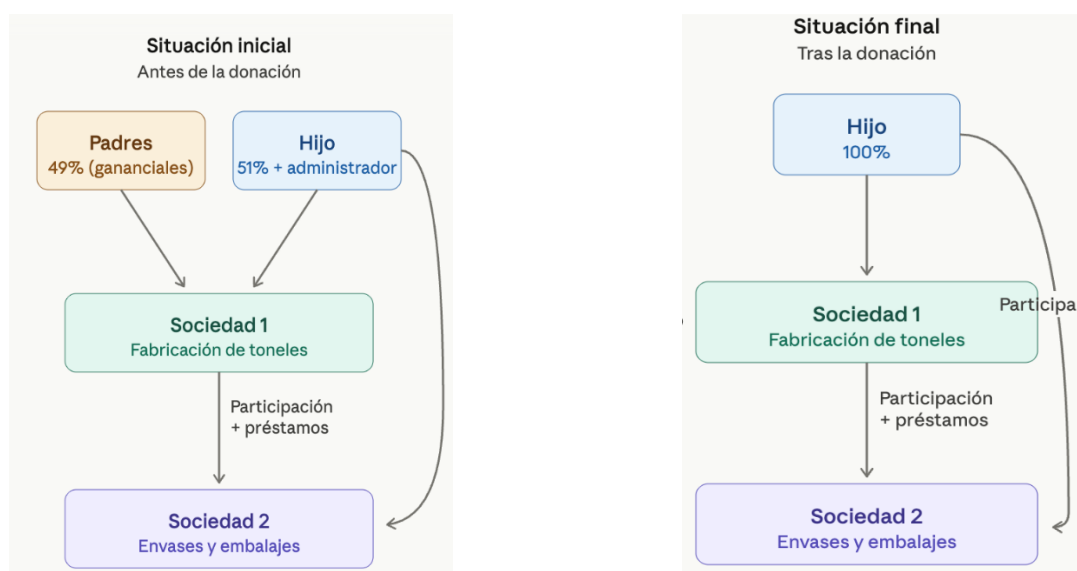 Situación inicial
Antes de la donación
Padres
49% (gananciales)
Hijo
51% + administrador
Sociedad 1
Fabricación de toneles
Participación
+ préstamos
Sociedad 2
Envases y embalajes
Situación final
Tras la donación
Hijo
100%
Sociedad 1
Fabricación de toneles
Participa
Participación
+ préstamos
Sociedad 2
Envases y embalajes